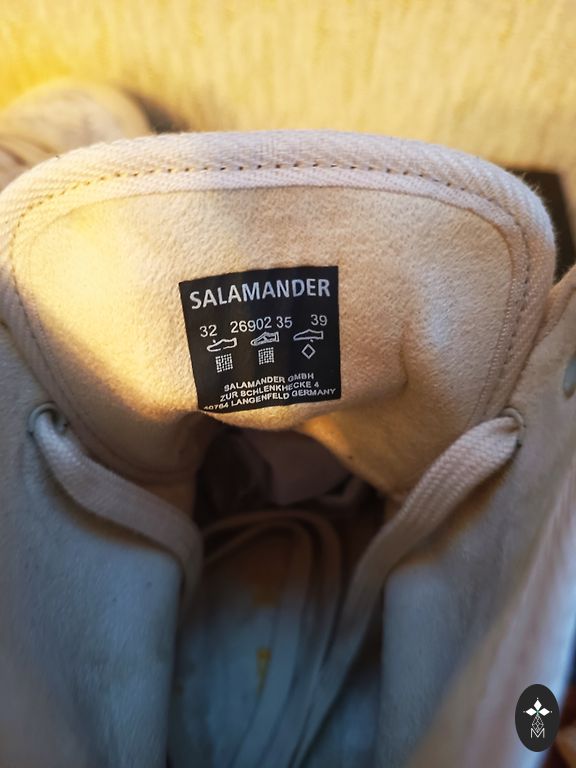 SALAMANDER
32 26902 35 39
SALAMANDER GMBH
ZUR SCHLENKHECKE 4
40764 LANGENFELD GERMANY
M